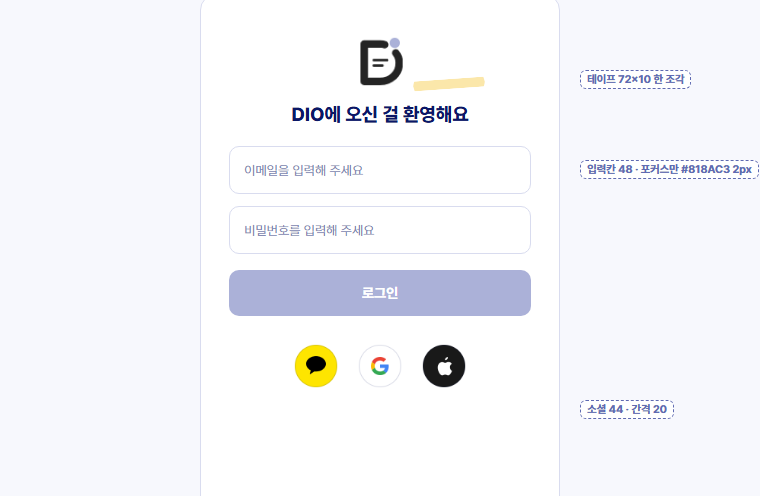 테이프 72×10 한 조각
DIO에 오신 걸 환영해요
이메일을 입력해 주세요
입력칸 48 · 포커스만 #818AC3 2px
비밀번호를 입력해 주세요
로그인
G
소셜 44 · 간격 20